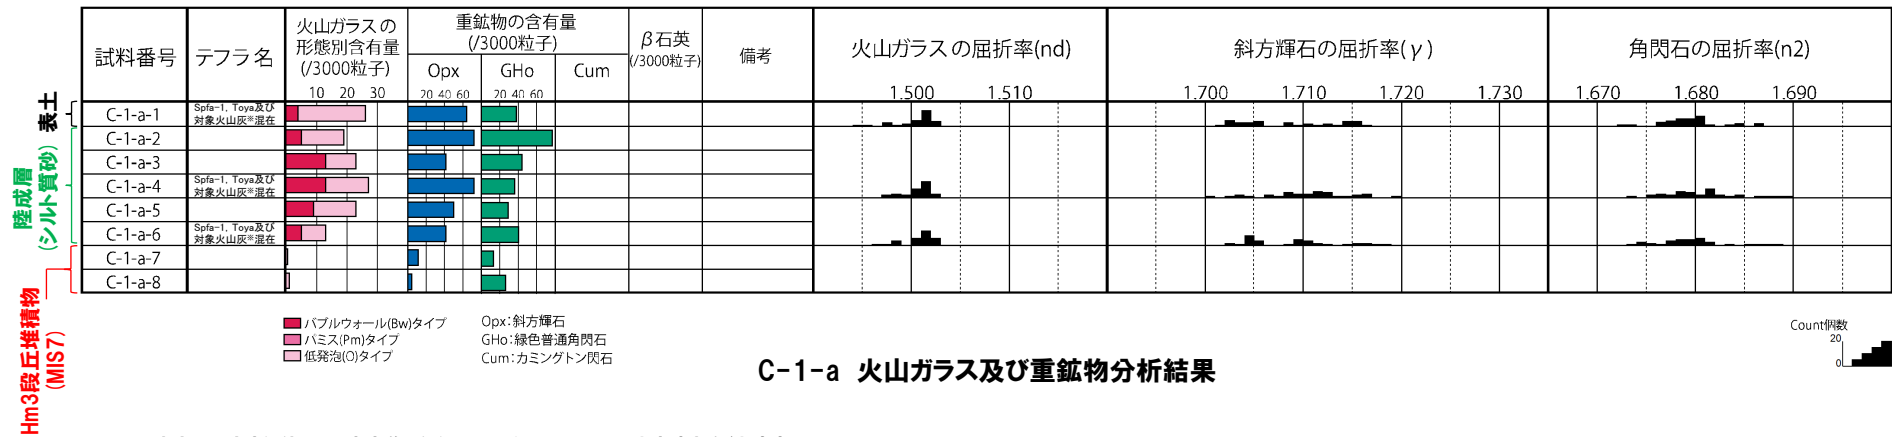 試料番号
テフラ名
火山ガラスの
形態別含有量
(/3000粒子)
10 20 30
重鉱物の含有量
(/3000粒子)
Opx
GHo
Cum
20 40 60
20 40 60
β石英
(/3000粒子)
備考
火山ガラスの屈折率(nd)
1.500 1.510
斜方輝石の屈折率(γ)
1.700 1.710 1.720 1.730
角閃石の屈折率(n2)
1.670 1.680 1.690
表土
陸成層
(シルト質砂)
Hm3段丘堆積物
(MIS7)
C-1-a-1
Spfa-1, Toya及び
対象火山灰※混在
C-1-a-2
C-1-a-3
C-1-a-4
Spfa-1, Toya及び
対象火山灰※混在
C-1-a-5
C-1-a-6
Spfa-1, Toya及び
対象火山灰※混在
C-1-a-7
C-1-a-8
バブルウォール(Bw)タイプ
パミス(Pm)タイプ
低発泡(O)タイプ
Opx:斜方輝石
GHo:緑色普通角閃石
Cum:カミングトン閃石
Count個数
20
0
C-1-a 火山ガラス及び重鉱物分析結果